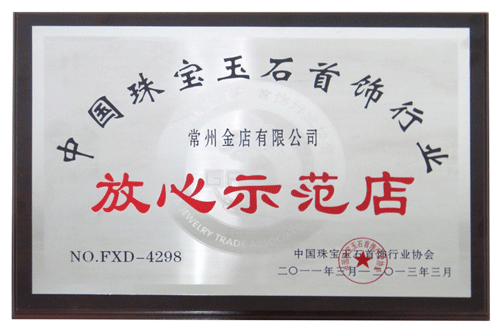 中国珠宝玉石首饰行业
常州金店有限公司
放心示范店
NO.FXD-4298
中国珠宝玉石首饰行业协会
二〇一一年三月—二〇一三年三月